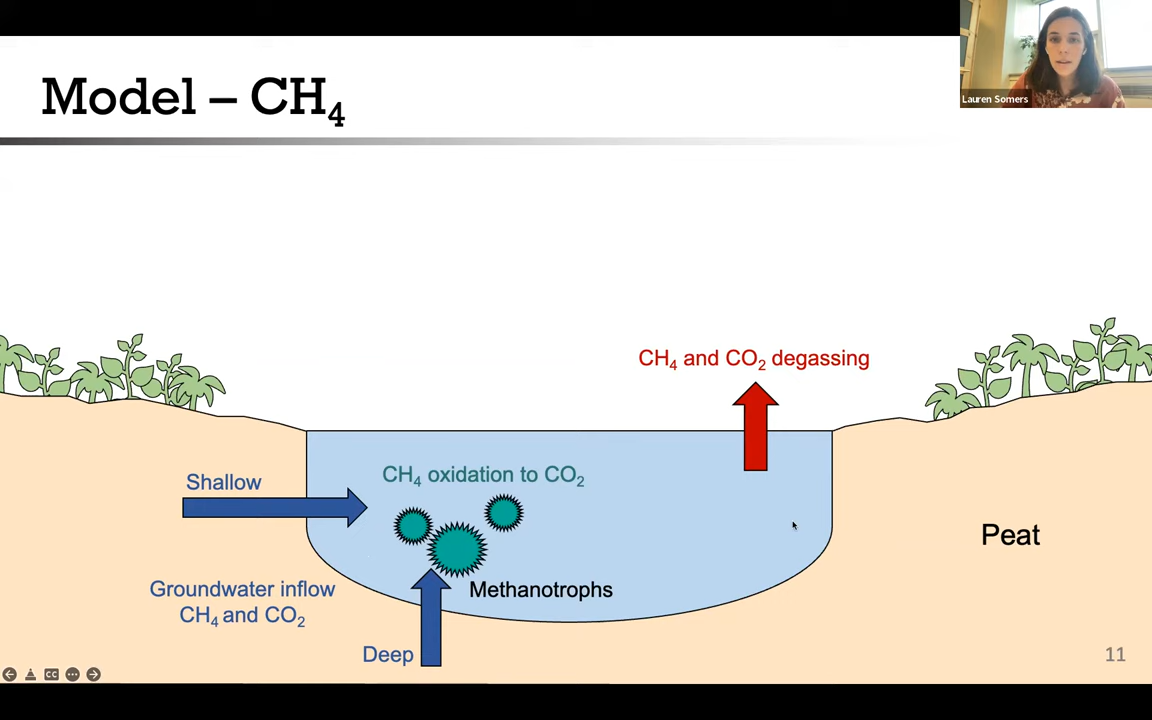 Lauren Somers
Model – CH₄
CH₄ and CO₂ degassing
CH₄ oxidation to CO₂
Shallow
Peat
Groundwater inflow
CH₄ and CO₂
Methanotrophs
Deep
11
CC